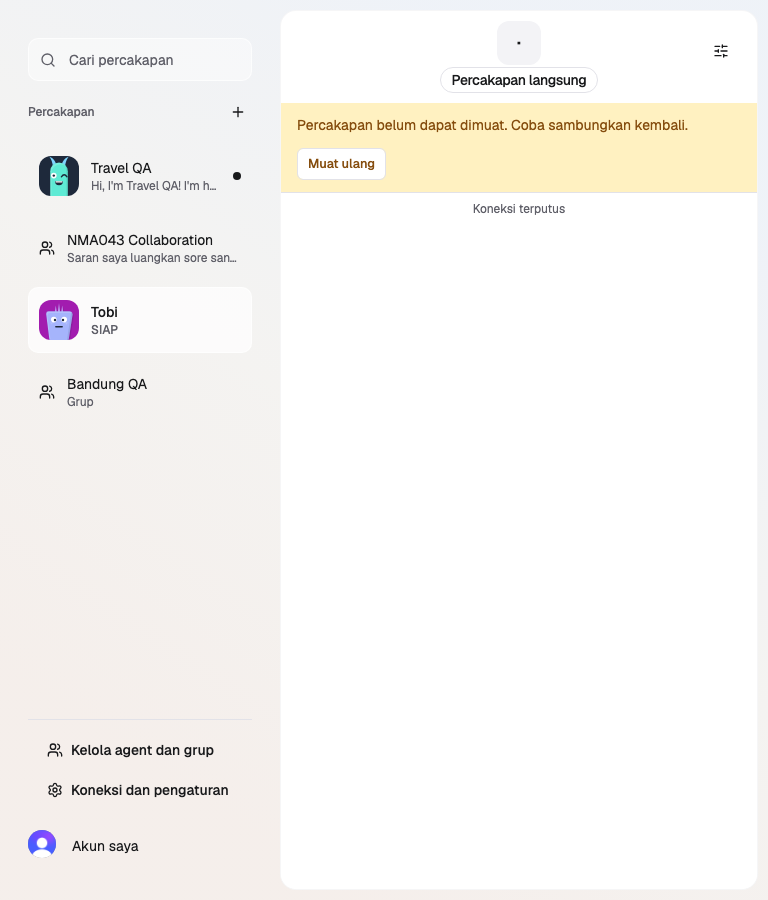 Cari percakapan
Percakapan
Travel QA
Hi, I'm Travel QA! I'm h...
NMA043 Collaboration
Saran saya luangkan sore san...
Tobi
SIAP
Bandung QA
Grup
Kelola agent dan grup
Koneksi dan pengaturan
Akun saya
Percakapan langsung
Percakapan belum dapat dimuat. Coba sambungkan kembali.
Muat ulang
Koneksi terputus